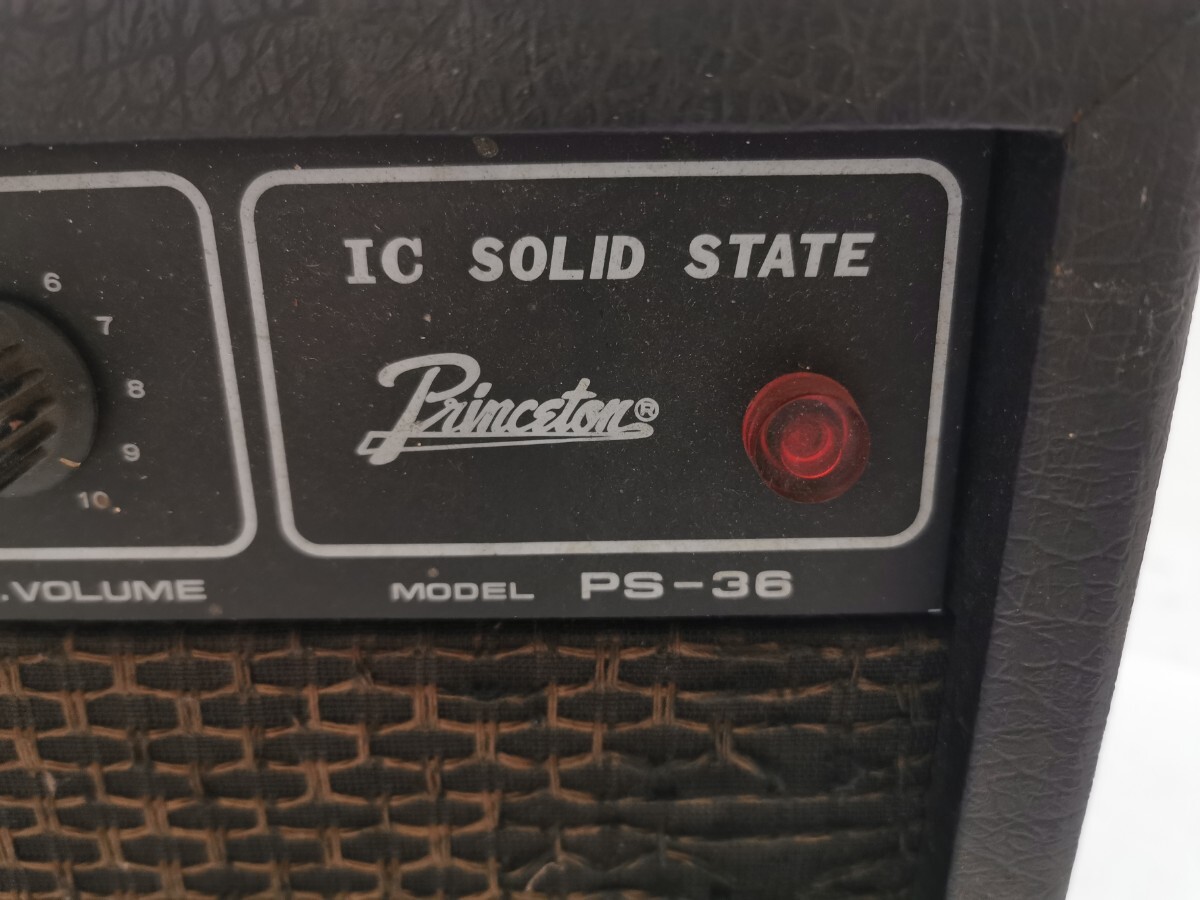 IC SOLID STATE
Princeton®
6
7
8
9
10
.VOLUME
MODEL PS-36